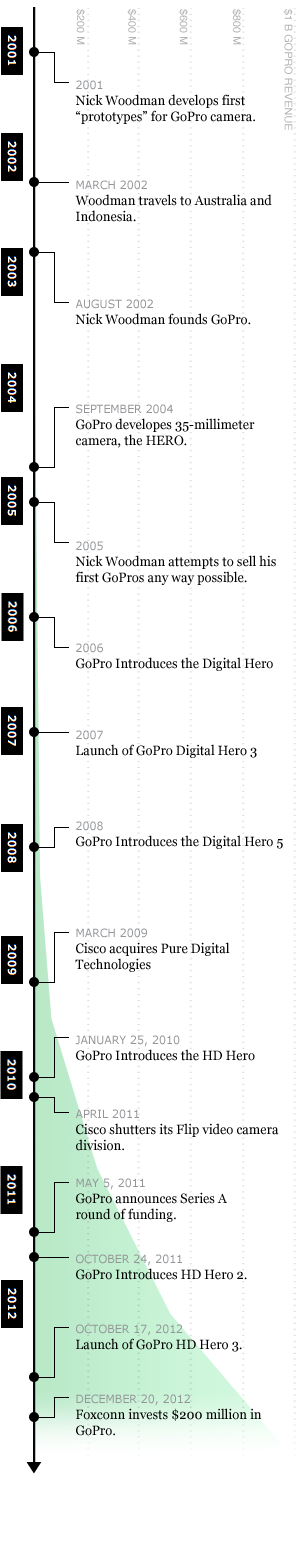 $200 M
$400 M
$600 M
$800 M
$1 B GOPRO REVENUE
2001
2001
Nick Woodman develops first
“prototypes” for GoPro camera.
2002
MARCH 2002
Woodman travels to Australia and
Indonesia.
2003
AUGUST 2002
Nick Woodman founds GoPro.
2004
SEPTEMBER 2004
GoPro developes 35-millimeter
camera, the HERO.
2005
2005
Nick Woodman attempts to sell his
first GoPros any way possible.
2006
2006
GoPro Introduces the Digital Hero
2007
2007
Launch of GoPro Digital Hero 3
2008
2008
GoPro Introduces the Digital Hero 5
2009
MARCH 2009
Cisco acquires Pure Digital
Technologies
2010
JANUARY 25, 2010
GoPro Introduces the HD Hero
APRIL 2011
Cisco shutters its Flip video camera
division.
2011
MAY 5, 2011
GoPro announces Series A
round of funding.
OCTOBER 24, 2011
GoPro Introduces HD Hero 2.
2012
OCTOBER 17, 2012
Launch of GoPro HD Hero 3.
DECEMBER 20, 2012
Foxconn invests $200 million in
GoPro.